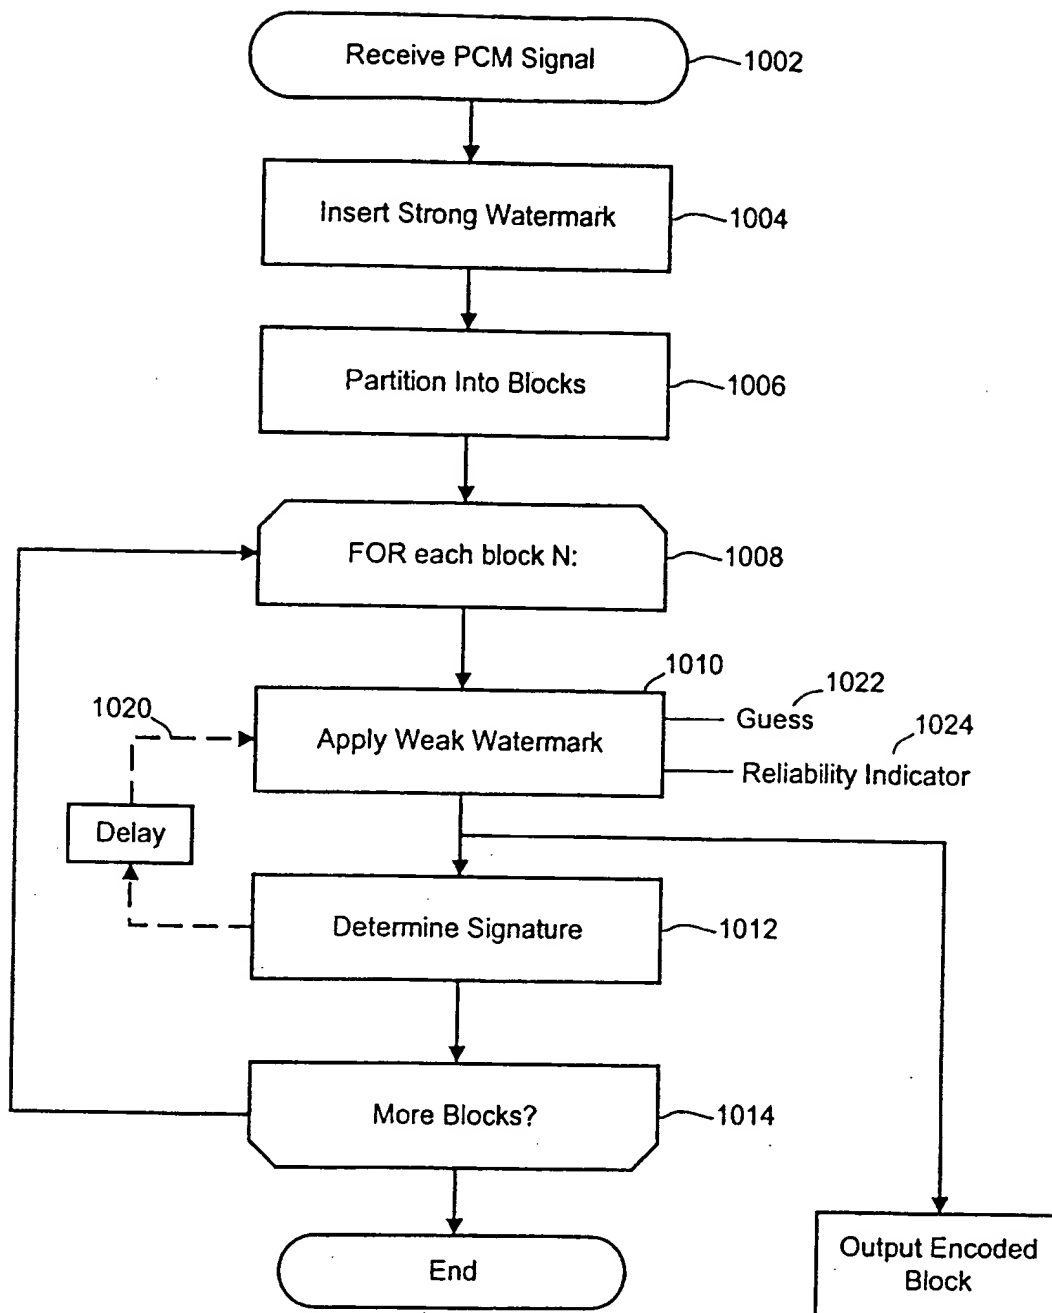 Receive PCM Signal
1002
Insert Strong Watermark
1004
Partition Into Blocks
1006
FOR each block N:
1008
1010
Guess
1022
1020
Apply Weak Watermark
1024
Reliability Indicator
Delay
Determine Signature
1012
More Blocks?
1014
End
Output Encoded
Block